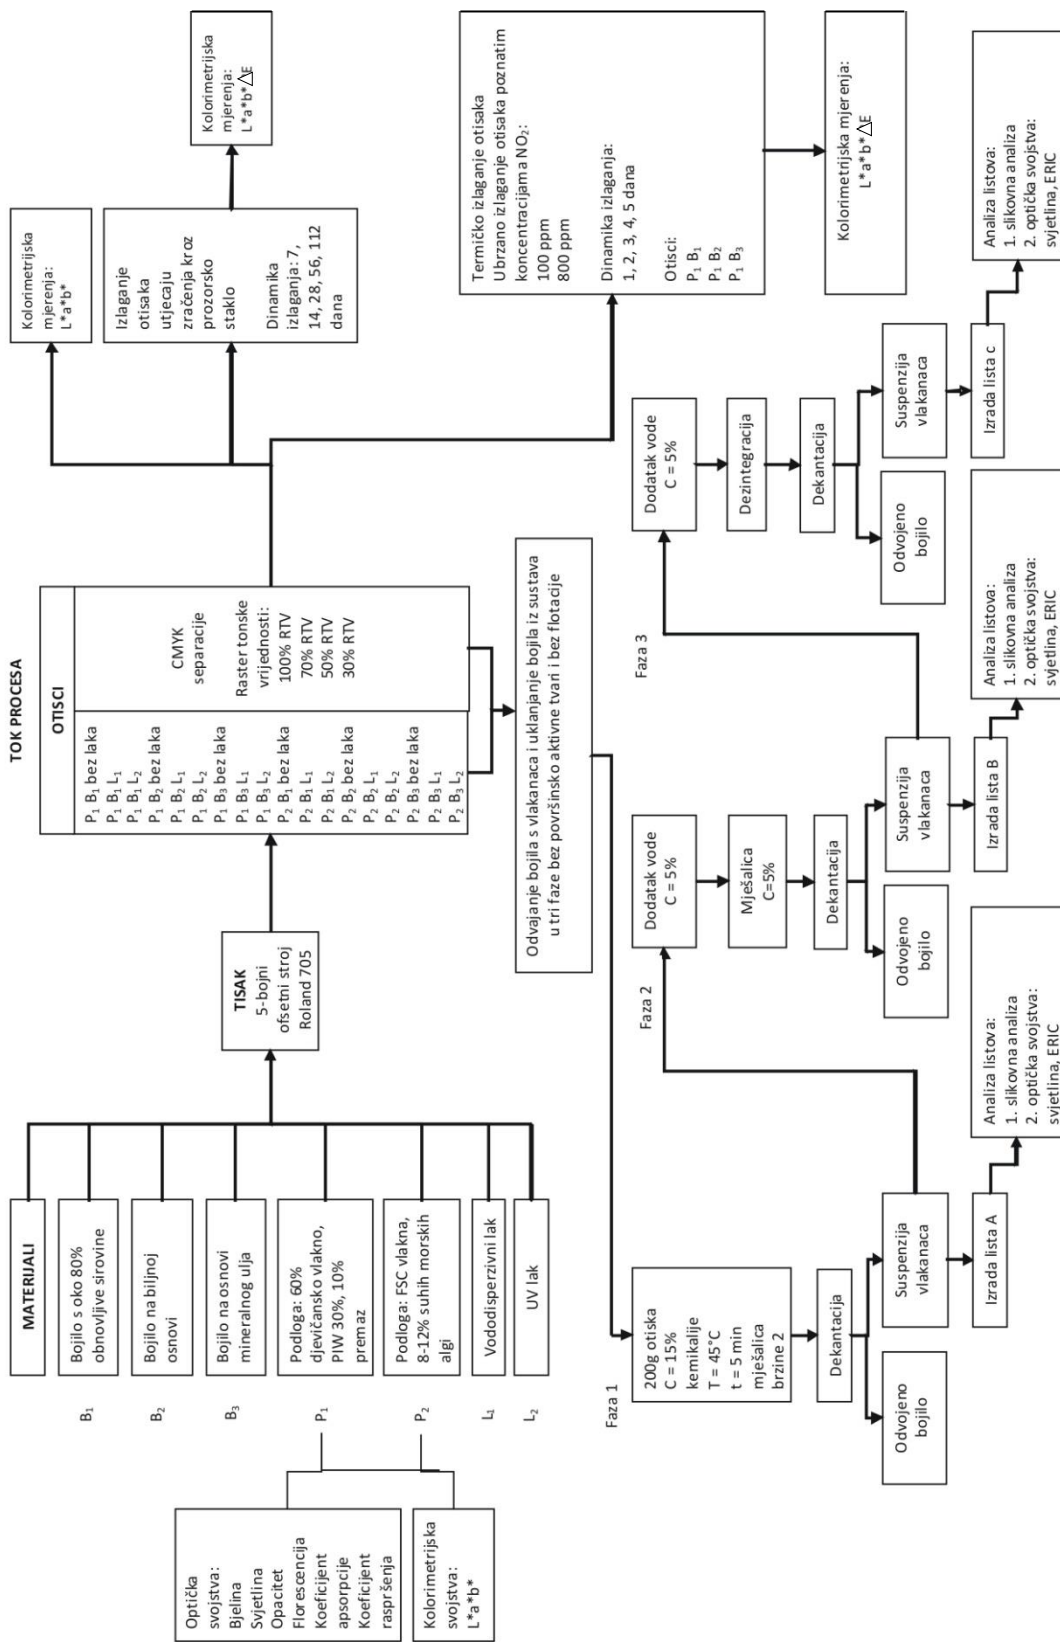 TOK PROCESA
MATERIJALI
B₁
Bojilo s oko 80%
obnovljive sirovine
B₂
Bojilo na biljnoj
osnovi
B₃
Bojilo na osnovi
mineralnog ulja
P₁
Podloga: 60%
djevičansko vlakno,
PIW 30%, 10%
premaz
P₂
Podloga: FSC vlakna,
8-12% suhih morskih
algi
L₁
Vododisperzivni lak
L₂
UV lak
Optička
svojstva:
Bjelina
Svjetlina
Opacitet
Florescencija
Koeficijent
apsorpcije
Koeficijent
raspršenja
Kolorimetrijska
svojstva:
L*a*b*
TISAK
5-bojni
ofsetni stroj
Roland 705
OTISCI
P₁ B₁ bez laka
P₁ B₁ L₁
P₁ B₁ L₂
P₁ B₂ bez laka
P₁ B₂ L₁
P₁ B₂ L₂
P₁ B₃ bez laka
P₁ B₃ L₁
P₁ B₃ L₂
P₂ B₁ bez laka
P₂ B₁ L₁
P₂ B₁ L₂
P₂ B₂ bez laka
P₂ B₂ L₁
P₂ B₂ L₂
P₂ B₃ bez laka
P₂ B₃ L₁
P₂ B₃ L₂
CMYK
separacije
Raster tonske
vrijednosti:
100% RTV
70% RTV
50% RTV
30% RTV
Kolorimetrijska
mjerenja:
L*a*b*
Izlaganje
otisaka
utjecaju
zračenja kroz
prozorsko
staklo
Dinamika
izlaganja: 7,
14, 28, 56, 112
dana
Kolorimetrijska
mjerenja:
L*a*b*△E
Termičko izlaganje otisaka
Ubrzano izlaganje otisaka poznatim
koncentracijama NO₂:
100 ppm
800 ppm
Dinamika izlaganja:
1, 2, 3, 4, 5 dana
Otisci:
P₁ B₁
P₁ B₂
P₁ B₃
Kolorimetrijska mjerenja:
L*a*b*△E
Odvajanje bojila s vlakanaca i uklanjanje bojila iz sustava
u tri faze bez površinsko aktivne tvari i bez flotacije
Faza 1
200g otiska
C = 15%
kemikalije
T = 45°C
t = 5 min
mješalica
brzine 2
Dekantacija
Odvojeno
bojilo
Suspenzija
vlakanaca
Izrada lista A
Analiza listova:
1. slikovna analiza
2. optička svojstva:
svjetlina, ERIC
Faza 2
Dodatak vode
C = 5%
Mješalica
C=5%
Dekantacija
Odvojeno
bojilo
Suspenzija
vlakanaca
Izrada lista B
Analiza listova:
1. slikovna analiza
2. optička svojstva:
svjetlina, ERIC
Faza 3
Dodatak vode
C = 5%
Dezintegracija
Dekantacija
Odvojeno
bojilo
Suspenzija
vlakanaca
Izrada lista c
Analiza listova:
1. slikovna analiza
2. optička svojstva:
svjetlina, ERIC